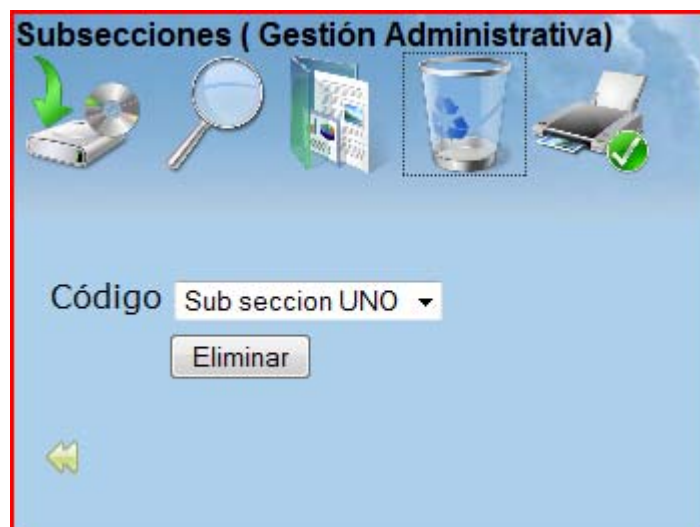 Subsecciones ( Gestión Administrativa)
Código Sub seccion UNO
Eliminar